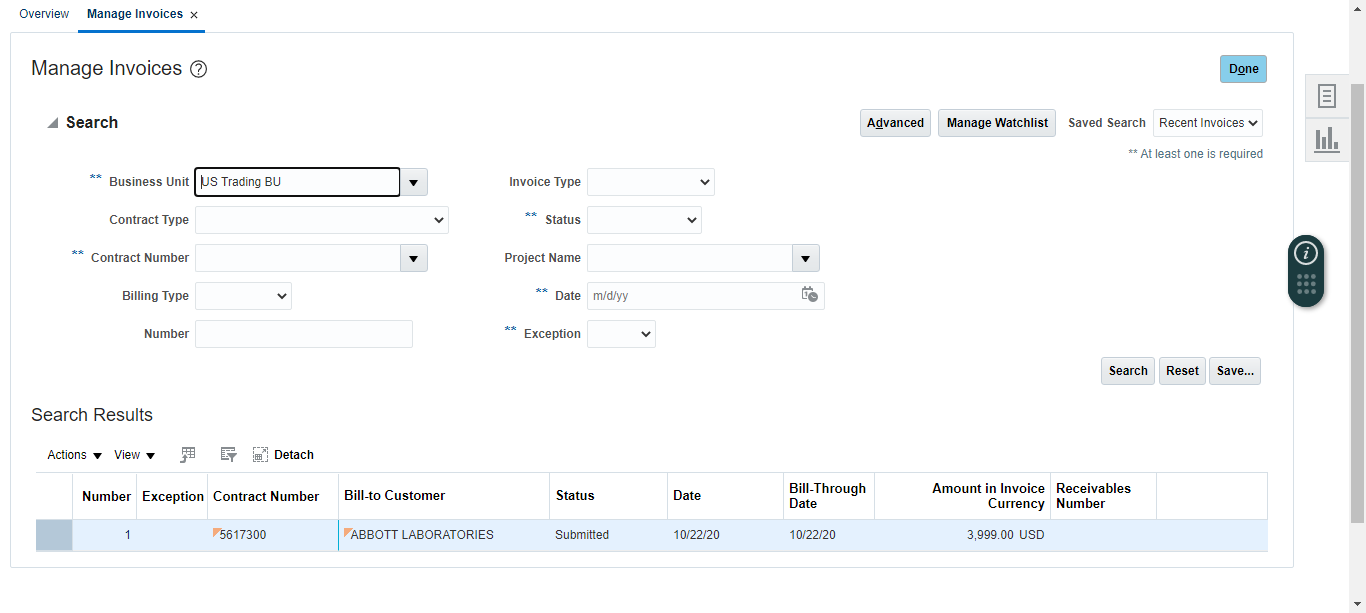 Overview Manage Invoices ×
Manage Invoices ?
Done
Search
Advanced Manage Watchlist Saved Search Recent Invoices
** At least one is required
** Business Unit US Trading BU Invoice Type
Contract Type ** Status
** Contract Number Project Name
Billing Type ** Date m/d/yy
Number ** Exception
Search Reset Save...
Search Results
Actions View Detach
Number Exception Contract Number Bill-to Customer Status Date Bill-Through Date Amount in Invoice Currency Receivables Number
1 5617300 ABBOTT LABORATORIES Submitted 10/22/20 10/22/20 3,999.00 USD